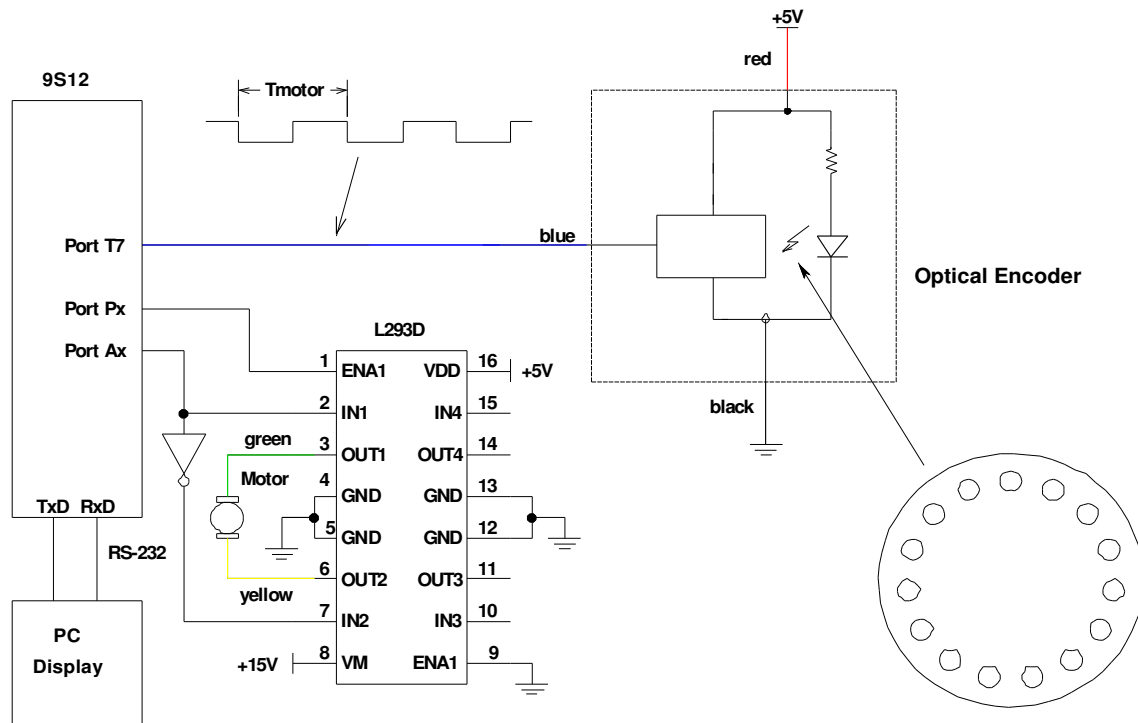 +5V
red
9S12
Tmotor
Port T7
blue
Optical Encoder
Port Px
Port Ax
L293D
1 ENA1 VDD 16 +5V
black
2 IN1 IN4 15
green 3 OUT1 OUT4 14
Motor 4 GND GND 13
TxD RxD
5 GND GND 12
RS-232
6 OUT2 OUT3 11
yellow
7 IN2 IN3 10
PC
Display
+15V 8 VM ENA1 9